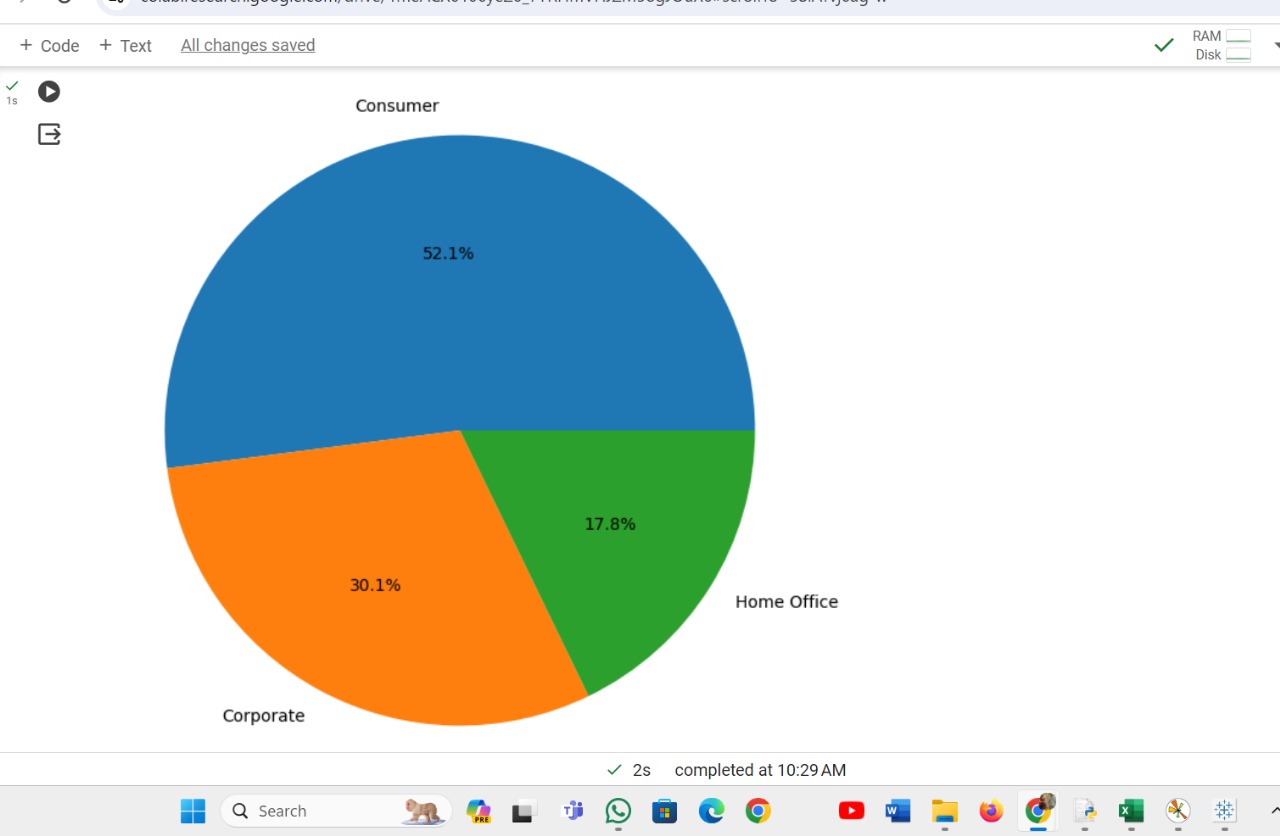 + Code + Text All changes saved
RAM
Disk
1s
Consumer
52.1%
17.8%
30.1%
Home Office
Corporate
2s completed at 10:29 AM
Search
PRE